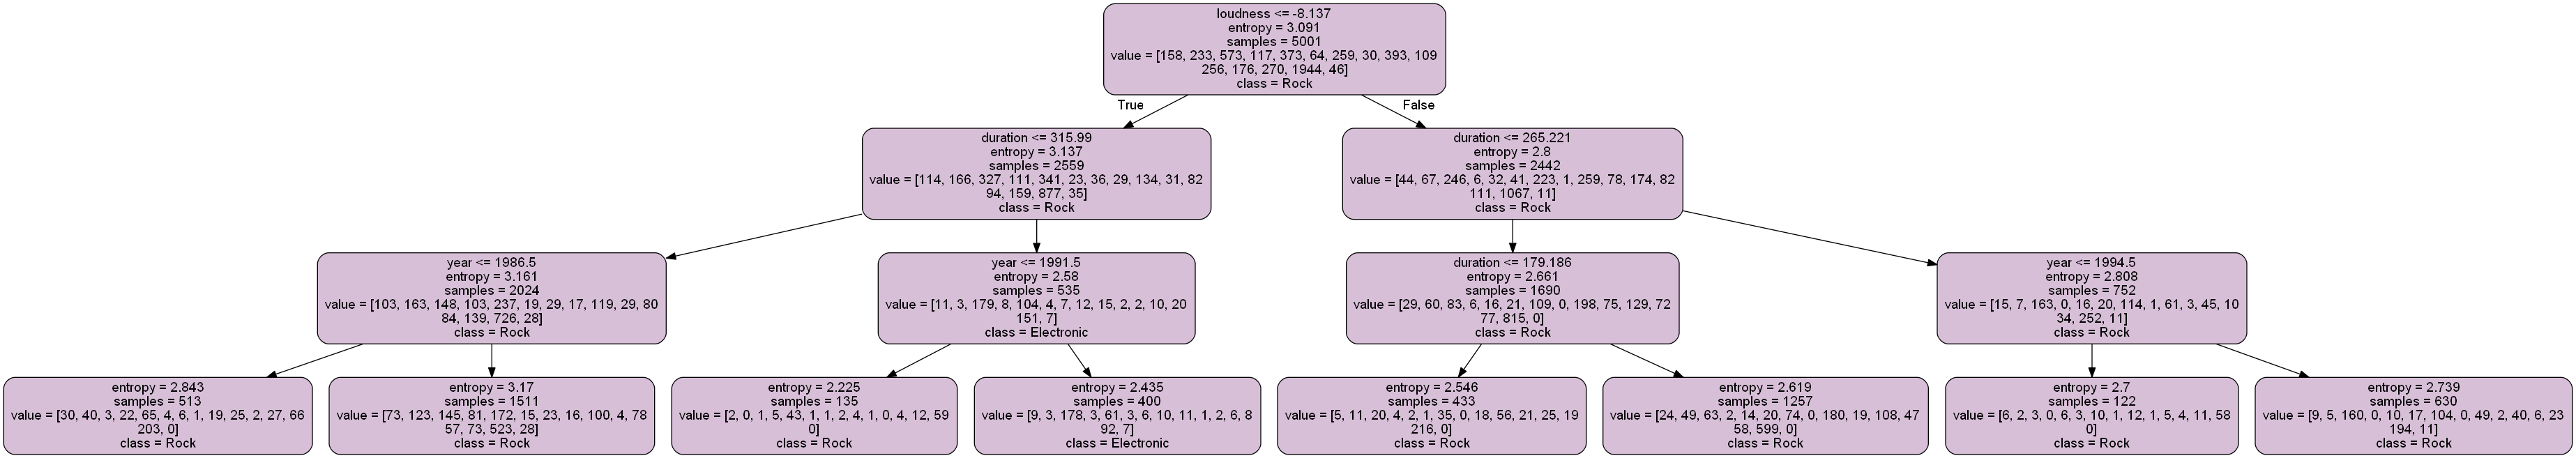 loudness <= -8.137
entropy = 3.091
samples = 5001
value = [158, 233, 573, 117, 373, 64, 259, 30, 393, 109
256, 176, 270, 1944, 46]
class = Rock
True
False
duration <= 315.99
entropy = 3.137
samples = 2559
value = [114, 166, 327, 111, 341, 23, 36, 29, 134, 31, 82
94, 159, 877, 35]
class = Rock
duration <= 265.221
entropy = 2.8
samples = 2442
value = [44, 67, 246, 6, 32, 41, 223, 1, 259, 78, 174, 82
111, 1067, 11]
class = Rock
year <= 1986.5
entropy = 3.161
samples = 2024
value = [103, 163, 148, 103, 237, 19, 29, 17, 119, 29, 80
84, 139, 726, 28]
class = Rock
year <= 1991.5
entropy = 2.58
samples = 535
value = [11, 3, 179, 8, 104, 4, 7, 12, 15, 2, 2, 10, 20
151, 7]
class = Electronic
duration <= 179.186
entropy = 2.661
samples = 1690
value = [29, 60, 83, 6, 16, 21, 109, 0, 198, 75, 129, 72
77, 815, 0]
class = Rock
year <= 1994.5
entropy = 2.808
samples = 752
value = [15, 7, 163, 0, 16, 20, 114, 1, 61, 3, 45, 10
34, 252, 11]
class = Rock
entropy = 2.843
samples = 513
value = [30, 40, 3, 22, 65, 4, 6, 1, 19, 25, 2, 27, 66
203, 0]
class = Rock
entropy = 3.17
samples = 1511
value = [73, 123, 145, 81, 172, 15, 23, 16, 100, 4, 78
57, 73, 523, 28]
class = Rock
entropy = 2.225
samples = 135
value = [2, 0, 1, 5, 43, 1, 1, 2, 4, 1, 0, 4, 12, 59
0]
class = Rock
entropy = 2.435
samples = 400
value = [9, 3, 178, 3, 61, 3, 6, 10, 11, 1, 2, 6, 8
92, 7]
class = Electronic
entropy = 2.546
samples = 433
value = [5, 11, 20, 4, 2, 1, 35, 0, 18, 56, 21, 25, 19
216, 0]
class = Rock
entropy = 2.619
samples = 1257
value = [24, 49, 63, 2, 14, 20, 74, 0, 180, 19, 108, 47
58, 599, 0]
class = Rock
entropy = 2.7
samples = 122
value = [6, 2, 3, 0, 6, 3, 10, 1, 12, 1, 5, 4, 11, 58
0]
class = Rock
entropy = 2.739
samples = 630
value = [9, 5, 160, 0, 10, 17, 104, 0, 49, 2, 40, 6, 23
194, 11]
class = Rock